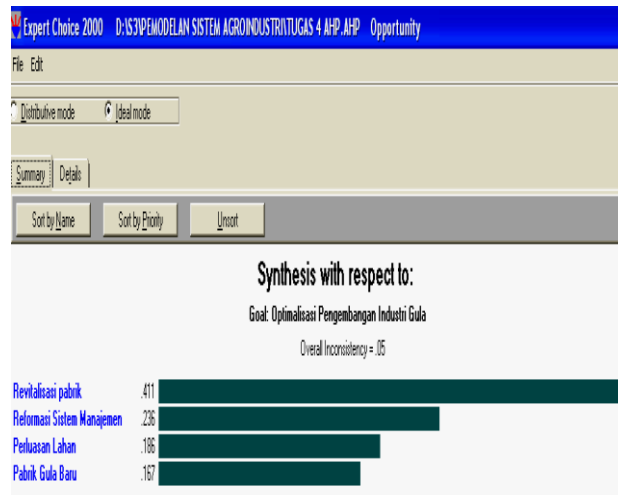 Expert Choice 2000 D:\S3\PEMODELAN SISTEM AGROINDUSTRI\TUGAS 4 AHP.AHP Opportunity
File Edit
Distributive mode Ideal mode
Summary Details
Sort by Name Sort by Priority Unsort
Synthesis with respect to:
Goal: Optimalisasi Pengembangan Industri Gula
Overall Inconsistency = .05
Revitalisasi pabrik .411
Reformasi Sistem Manajemen .236
Perluasan Lahan .186
Pabrik Gula Baru .167